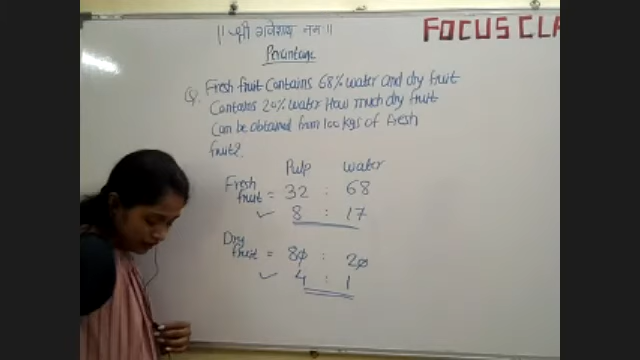 || श्री गणेशाय नमः ||
FOCUS CLA
Percentage
Q. Fresh fruit Contains 68% water and dry fruit
Contains 20% water How much dry fruit
Can be obtained from 100 kgs of fresh
fruit?
Pulp water
Fresh fruit = 32 : 68
✓ 8 : 17
Dry fruit = 80 : 20
✓ 4 : 1